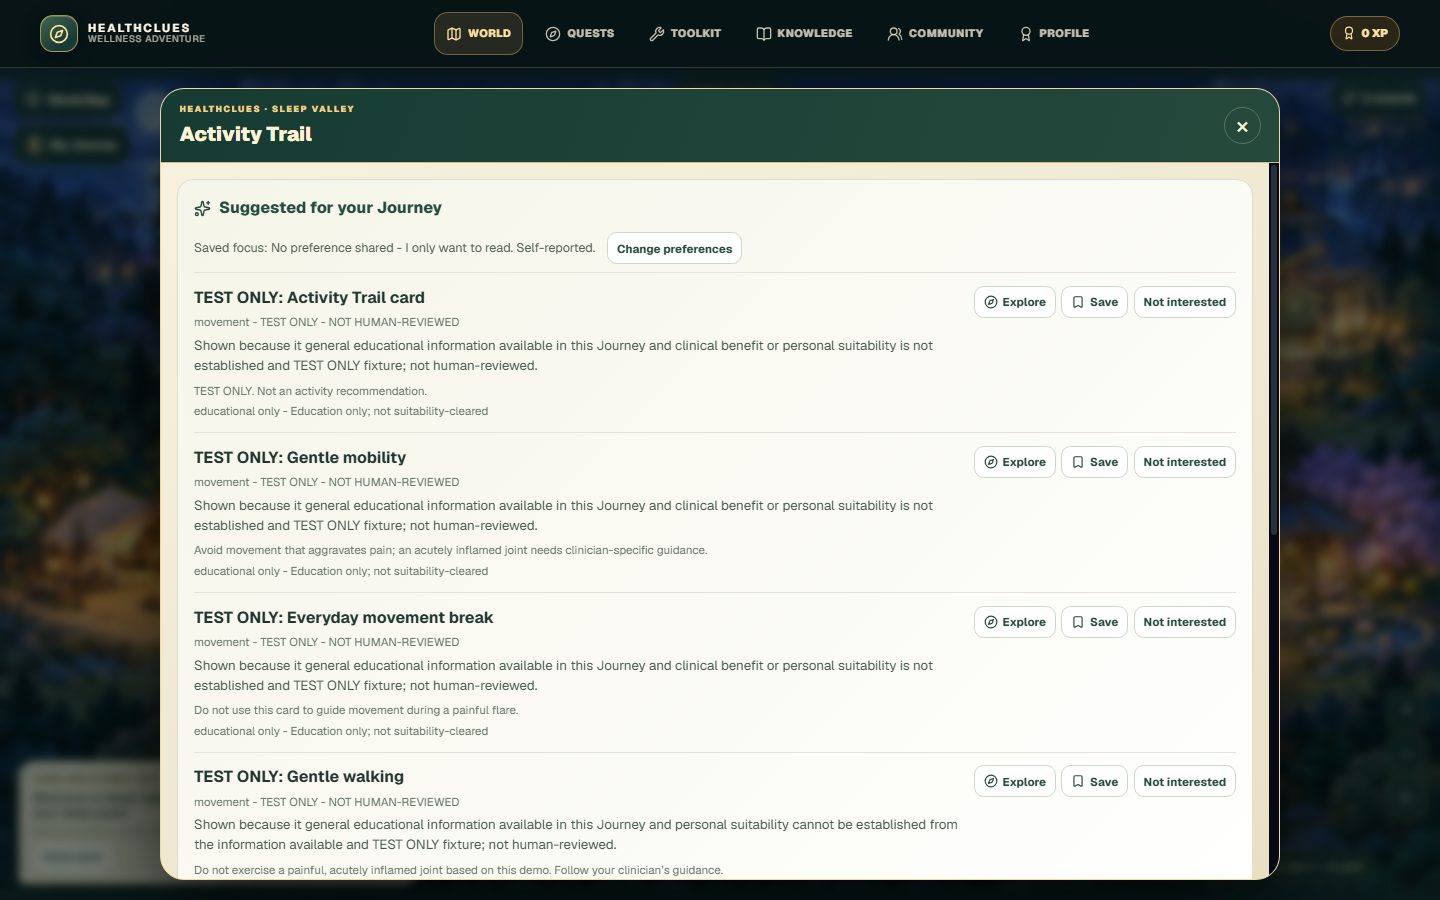 HEALTHCLUES
WELLNESS ADVENTURE
WORLD
QUESTS
TOOLKIT
KNOWLEDGE
COMMUNITY
PROFILE
0 XP
HEALTHCLUES · SLEEP VALLEY
Activity Trail
Suggested for your Journey
Saved focus: No preference shared - I only want to read. Self-reported.
Change preferences
TEST ONLY: Activity Trail card
Explore
Save
Not interested
movement - TEST ONLY - NOT HUMAN-REVIEWED
Shown because it general educational information available in this Journey and clinical benefit or personal suitability is not
established and TEST ONLY fixture; not human-reviewed.
TEST ONLY. Not an activity recommendation.
educational only - Education only; not suitability-cleared
TEST ONLY: Gentle mobility
Explore
Save
Not interested
movement - TEST ONLY - NOT HUMAN-REVIEWED
Shown because it general educational information available in this Journey and clinical benefit or personal suitability is not
established and TEST ONLY fixture; not human-reviewed.
Avoid movement that aggravates pain; an acutely inflamed joint needs clinician-specific guidance.
educational only - Education only; not suitability-cleared
TEST ONLY: Everyday movement break
Explore
Save
Not interested
movement - TEST ONLY - NOT HUMAN-REVIEWED
Shown because it general educational information available in this Journey and clinical benefit or personal suitability is not
established and TEST ONLY fixture; not human-reviewed.
Do not use this card to guide movement during a painful flare.
educational only - Education only; not suitability-cleared
TEST ONLY: Gentle walking
Explore
Save
Not interested
movement - TEST ONLY - NOT HUMAN-REVIEWED
Shown because it general educational information available in this Journey and personal suitability cannot be established from
the information available and TEST ONLY fixture; not human-reviewed.
Do not exercise a painful, acutely inflamed joint based on this demo. Follow your clinician's guidance.